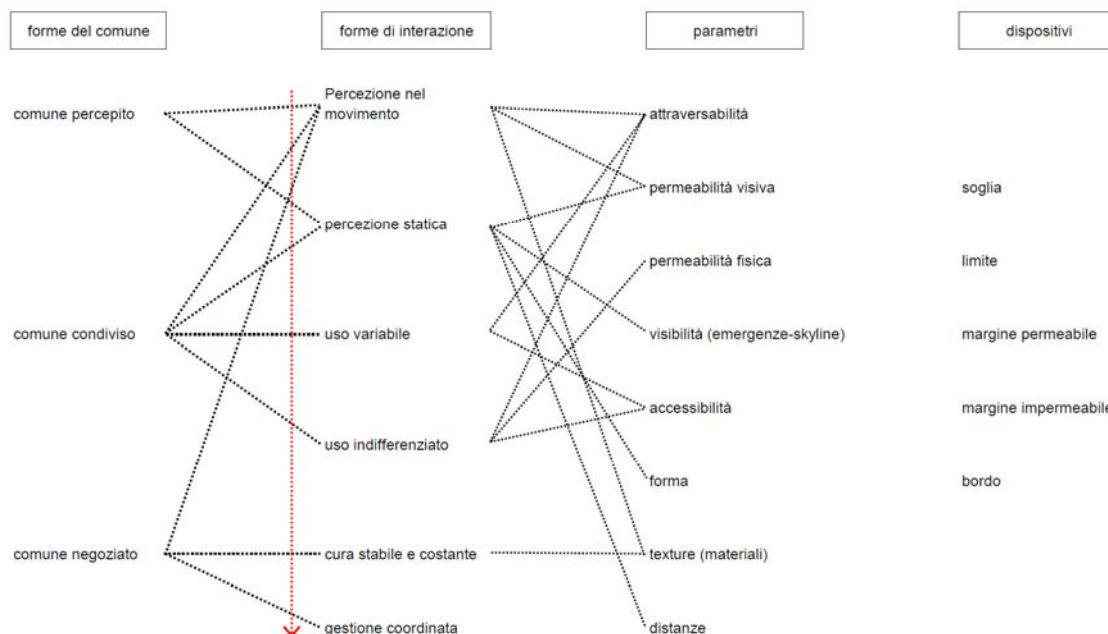 forme del comune
forme di interazione
parametri
dispositivi
Percezione nel
movimento
comune percepito
attraversabilità
permeabilità visiva
soglia
percezione statica
permeabilità fisica
limite
comune condiviso
uso variabile
visibilità (emergenze-skyline)
margine permeabile
accessibilità
margine impermeabile
uso indifferenziato
forma
bordo
comune negoziato
cura stabile e costante
texture (materiali)
gestione coordinata
distanze